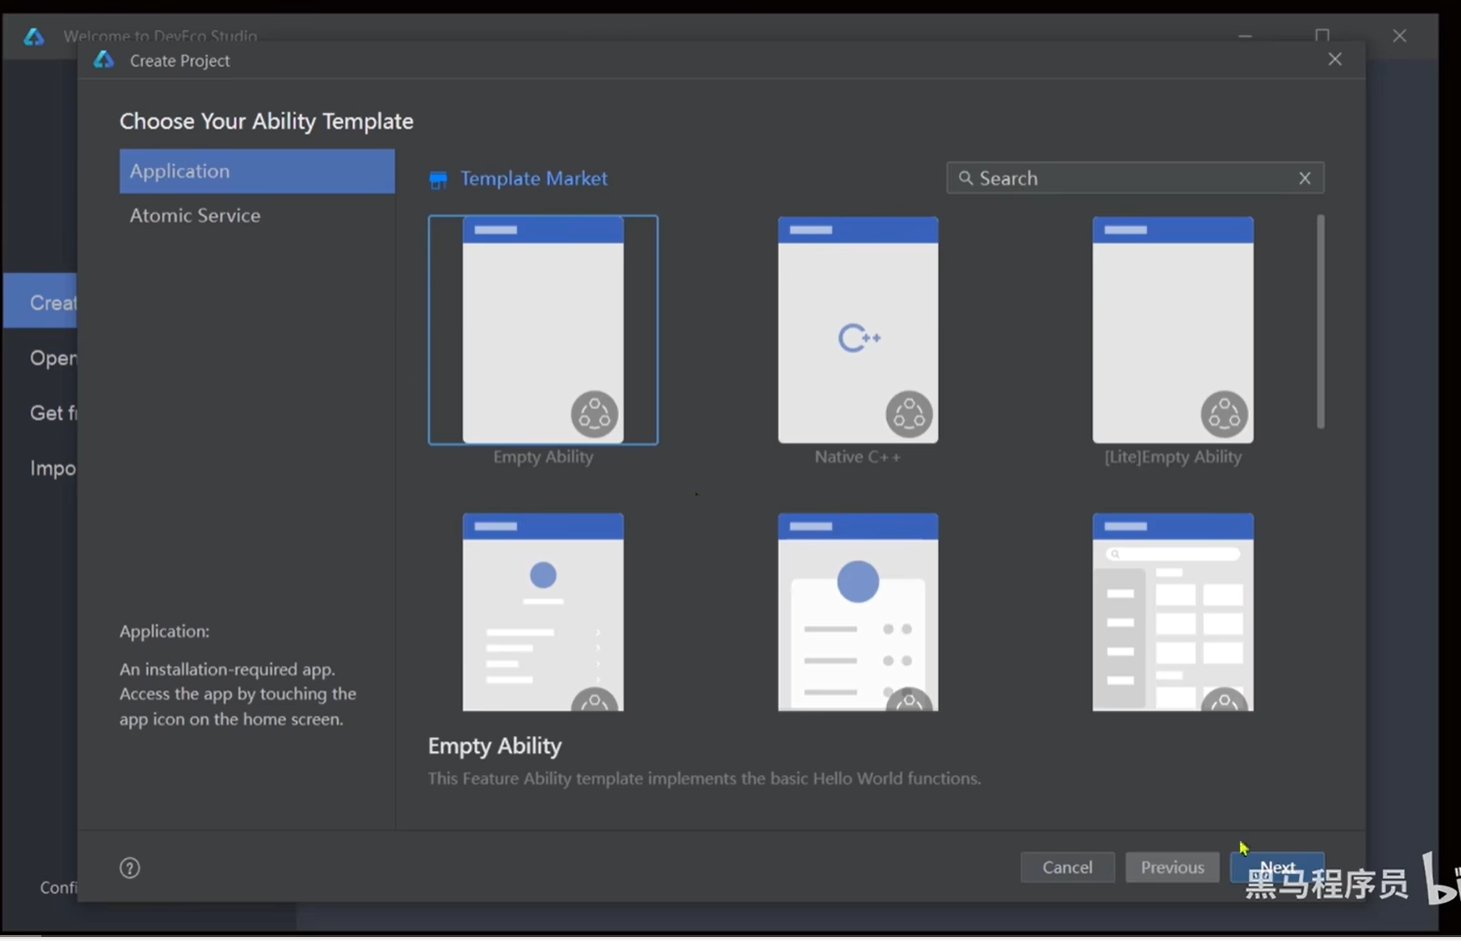 Welcome to DevEco Studio
Create Project
Choose Your Ability Template
Application
Atomic Service
Template Market
Search
Empty Ability
Native C++
[Lite]Empty Ability
Creat
Open
Get f
Impo
Application:
An installation-required app.
Access the app by touching the
app icon on the home screen.
Empty Ability
This Feature Ability template implements the basic Hello World functions.
Confi
?
Cancel
Previous
Next
黑马程序员